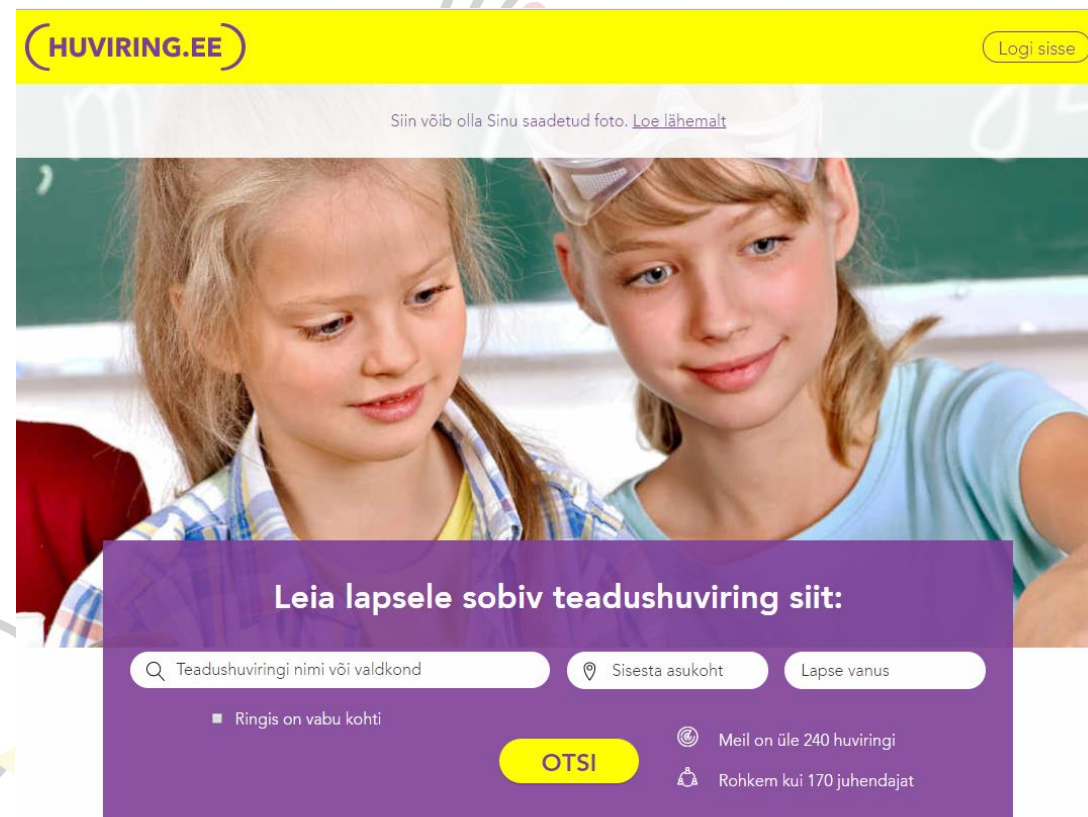 HUVIRING.EE
Logi sisse
Siin võib olla Sinu saadetud foto. Loe lähemalt
Leia lapsele sobiv teadushuviring siit:
Teadushuviringi nimi või valdkond
Sisesta asukoht
Lapse vanus
Ringis on vabu kohti
OTSI
Meil on üle 240 huviringi
Rohkem kui 170 juhendajat